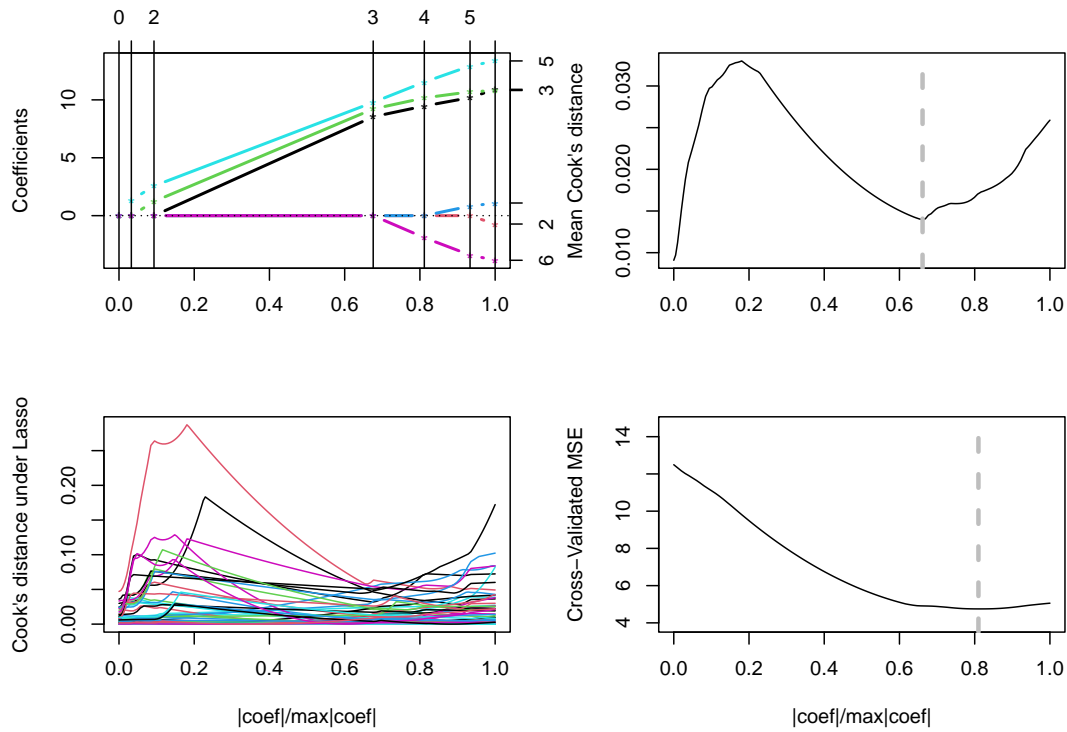 0 2 3 4 5
Coefficients
10
5
0
5
3
2
6
0.0 0.2 0.4 0.6 0.8 1.0
Mean Cook's distance
0.030
0.020
0.010
0.0 0.2 0.4 0.6 0.8 1.0
Cook's distance under Lasso
0.20
0.10
0.00
0.0 0.2 0.4 0.6 0.8 1.0
|coef|/max|coef|
Cross−Validated MSE
14
12
10
8
6
4
0.0 0.2 0.4 0.6 0.8 1.0
|coef|/max|coef|